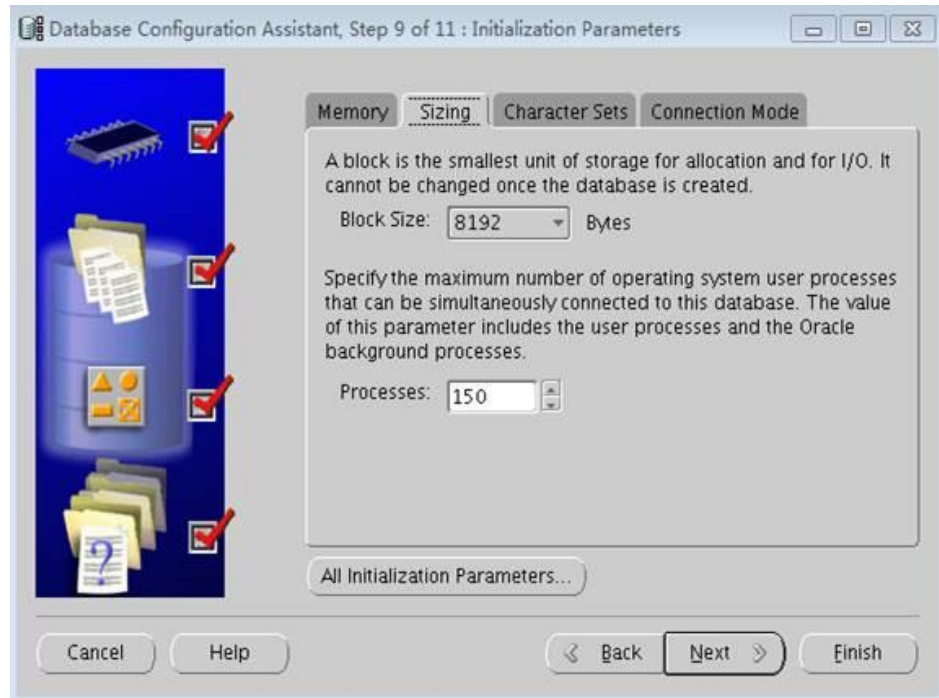 Database Configuration Assistant, Step 9 of 11 : Initialization Parameters
Memory Sizing Character Sets Connection Mode
A block is the smallest unit of storage for allocation and for I/O. It
cannot be changed once the database is created.
Block Size: 8192 Bytes
Specify the maximum number of operating system user processes
that can be simultaneously connected to this database. The value
of this parameter includes the user processes and the Oracle
background processes.
Processes: 150
?
All Initialization Parameters...
Cancel Help Back Next Finish